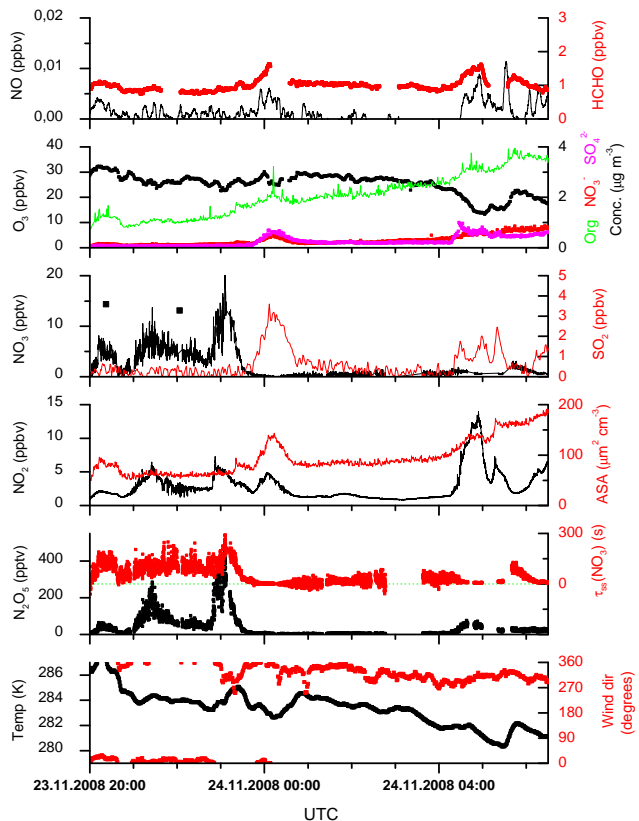 0,02
0,01
0,00
NO (ppbv)
3
2
1
0
HCHO (ppbv)
40
30
20
10
0
O₃ (ppbv)
4
2
0
Org NO₃⁻ SO₄²⁻
Conc. (µg m⁻³)
20
15
10
5
0
NO₃ (pptv)
5
4
3
2
1
0
SO₂ (ppbv)
15
10
5
0
NO₂ (ppbv)
200
100
0
ASA (µm² cm⁻³)
400
200
0
N₂O₅ (pptv)
300
0
τss(NO₃) (s)
286
284
282
280
Temp (K)
360
270
180
90
0
Wind dir
(degrees)
23.11.2008 20:00 24.11.2008 00:00 24.11.2008 04:00
UTC